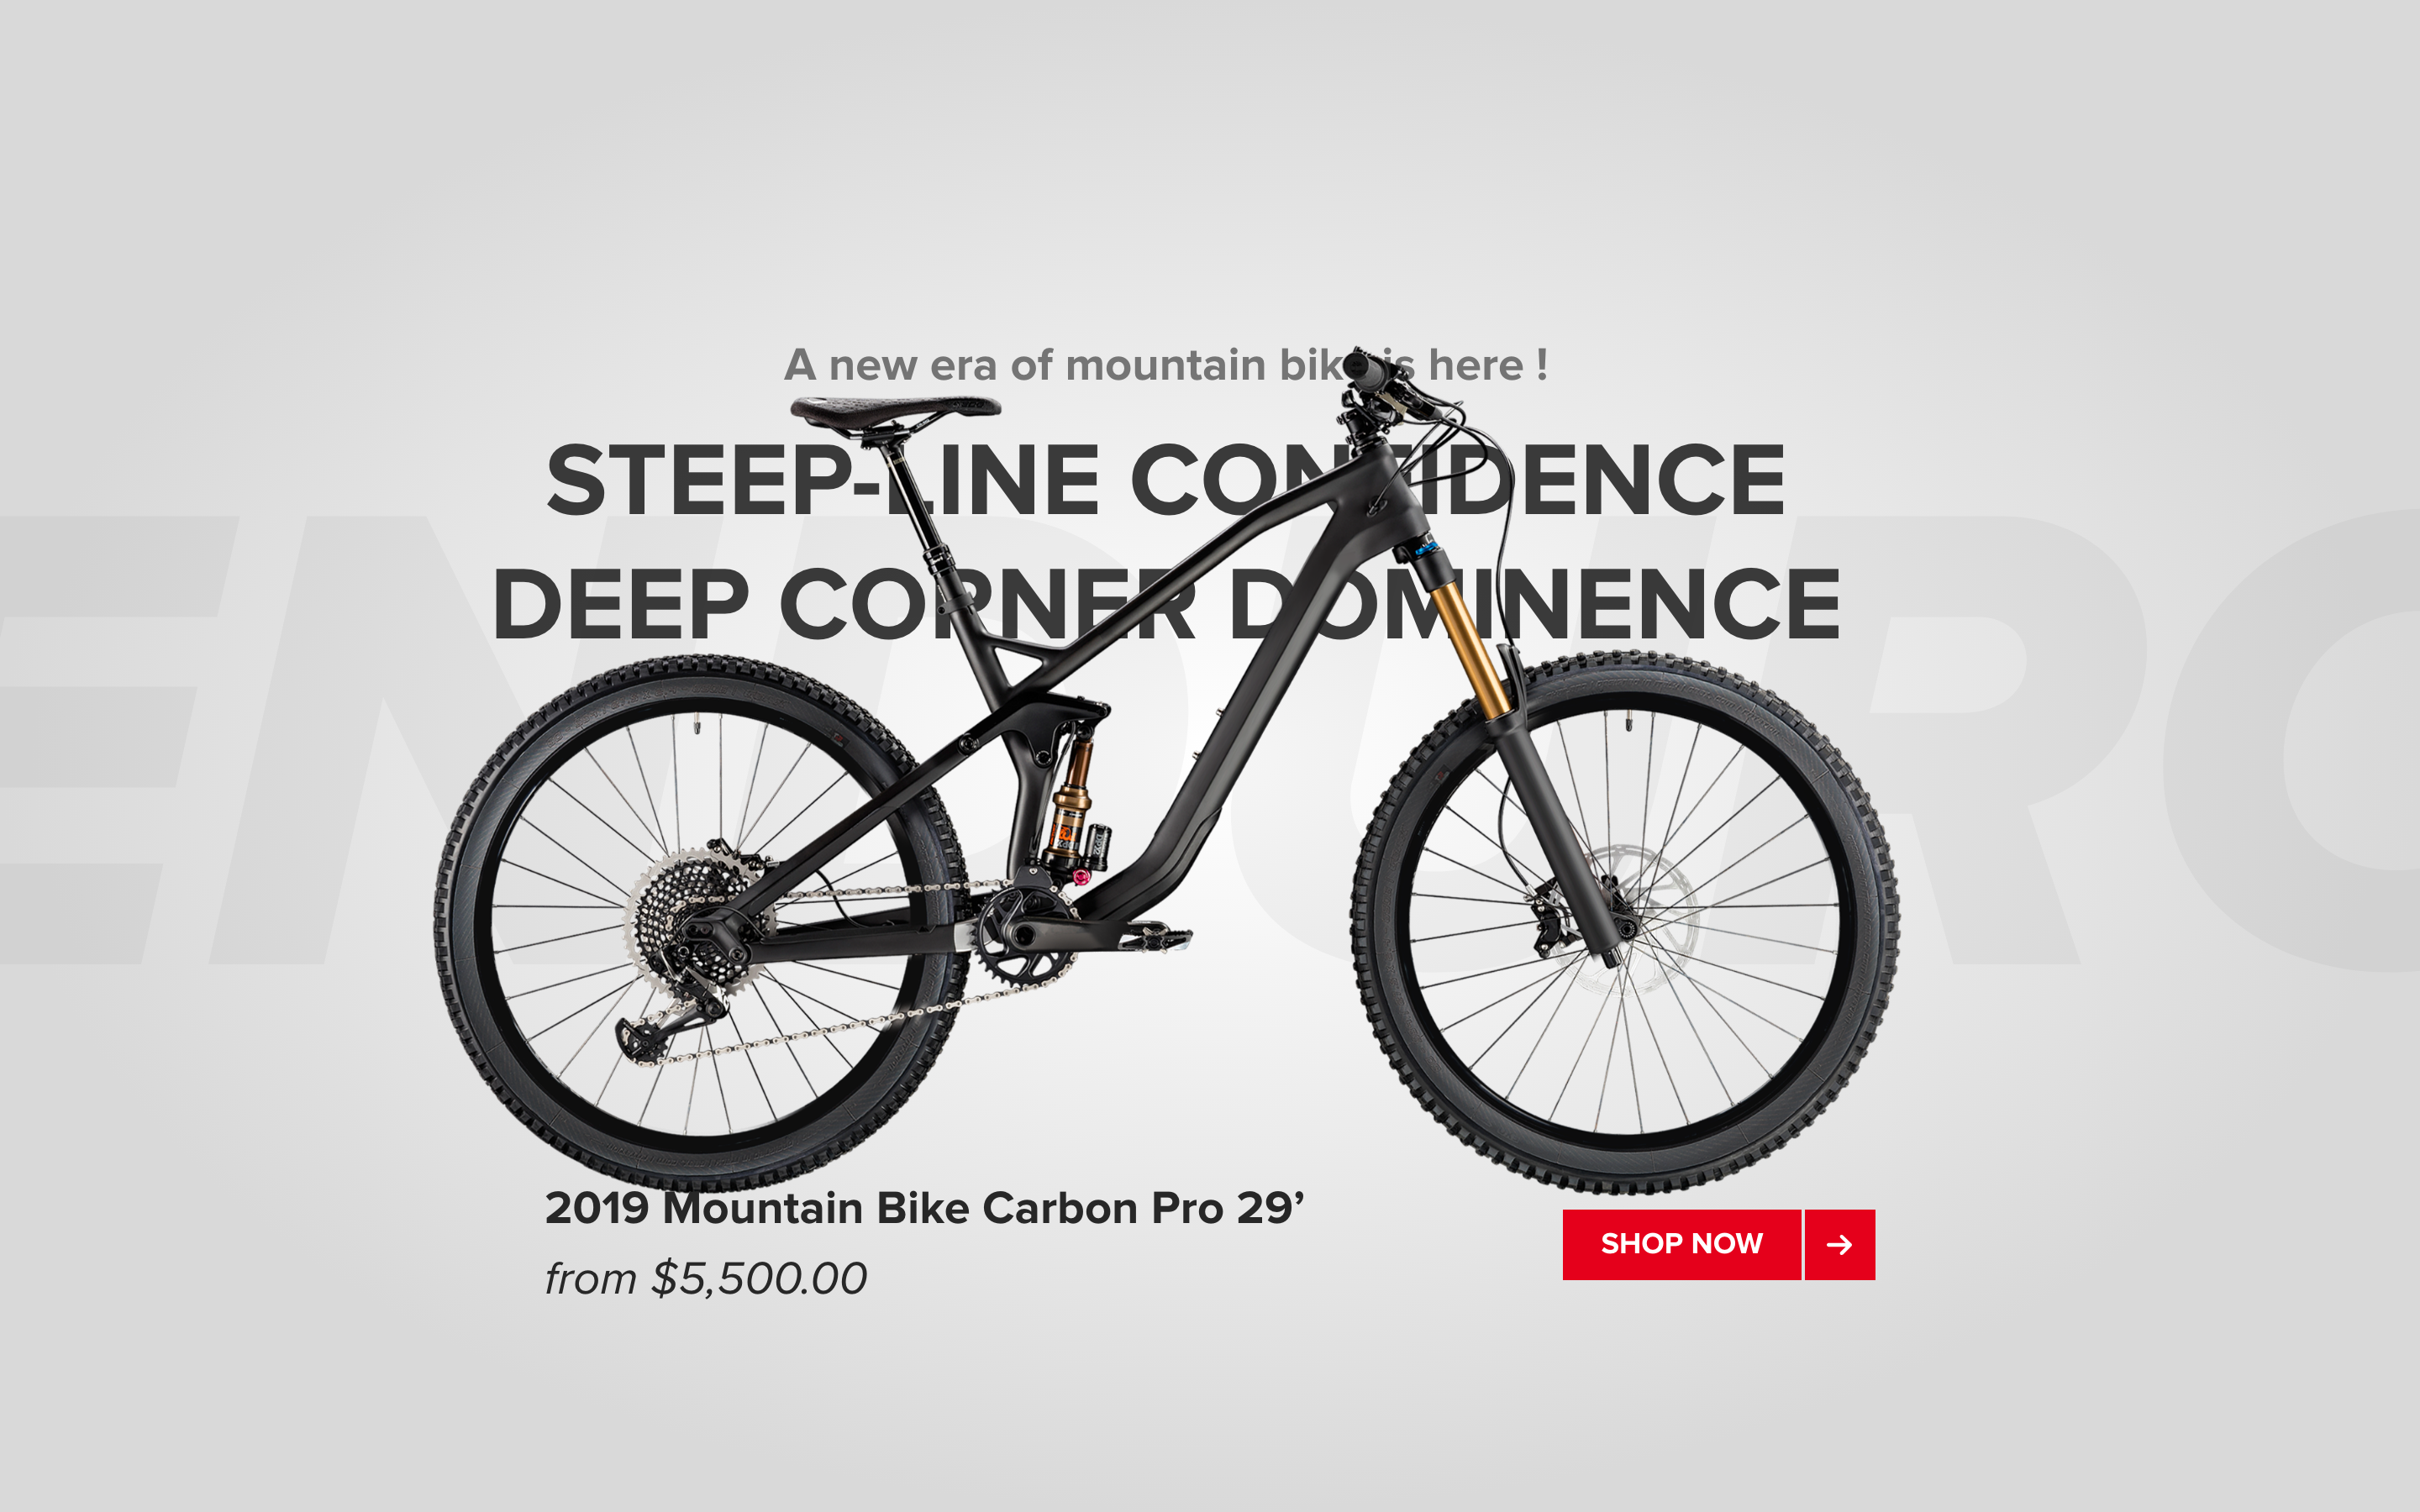 A new era of mountain bike is here !
STEEP-LINE CONFIDENCE
DEEP CORNER DOMINENCE
ENDURO
2019 Mountain Bike Carbon Pro 29’
from $5,500.00
SHOP NOW